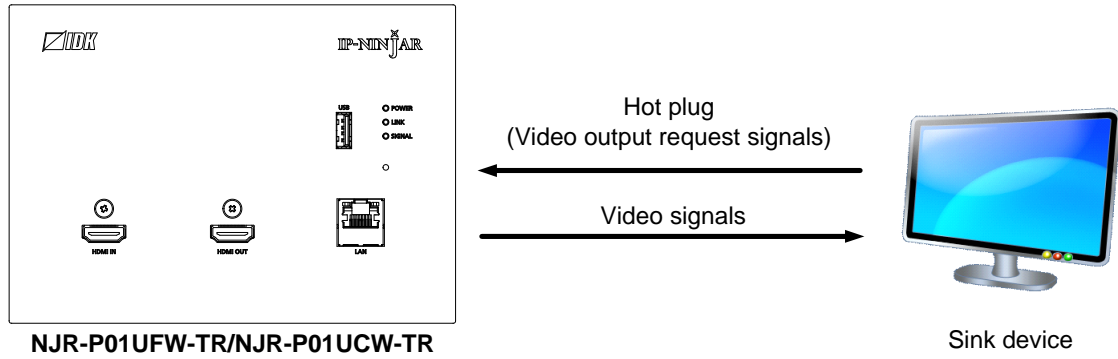 IDK
IP-NINJAR
USB
POWER
LINK
SIGNAL
HDMI IN
HDMI OUT
LAN
Hot plug
(Video output request signals)
Video signals
NJR-P01UFW-TR/NJR-P01UCW-TR
Sink device